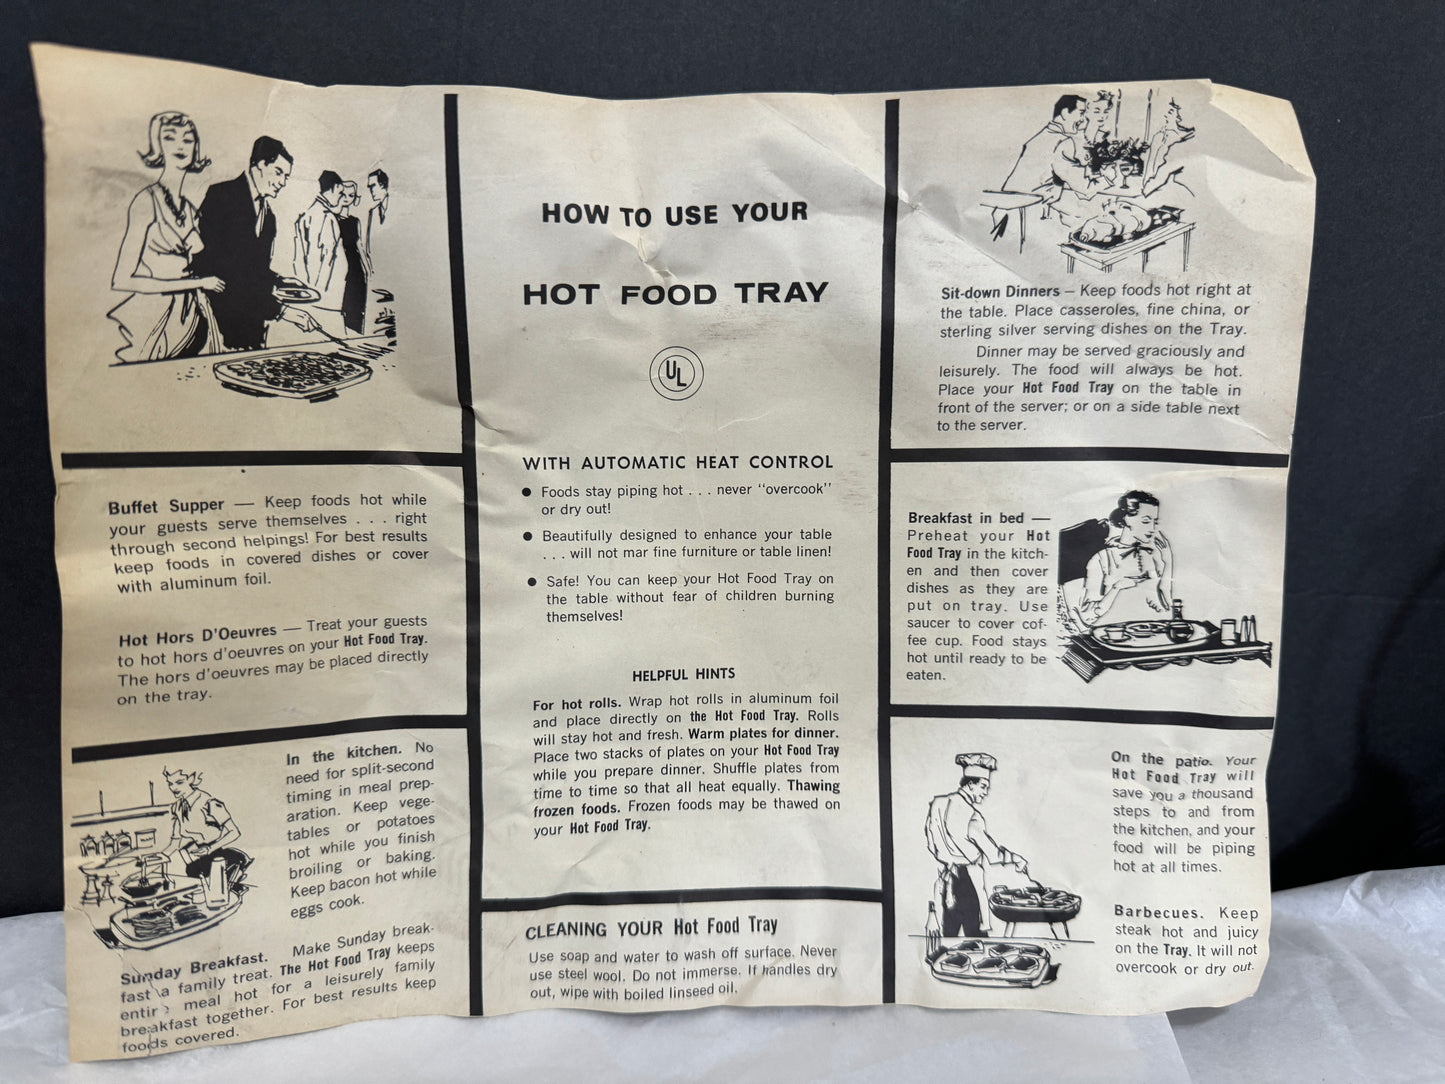 HOW TO USE YOUR
HOT FOOD TRAY
UL
WITH AUTOMATIC HEAT CONTROL
● Foods stay piping hot . . . never "overcook"
or dry out!
● Beautifully designed to enhance your table
. . . will not mar fine furniture or table linen!
● Safe! You can keep your Hot Food Tray on
the table without fear of children burning
themselves!
HELPFUL HINTS
For hot rolls. Wrap hot rolls in aluminum foil
and place directly on the Hot Food Tray. Rolls
will stay hot and fresh. Warm plates for dinner.
Place two stacks of plates on your Hot Food Tray
while you prepare dinner. Shuffle plates from
time to time so that all heat equally. Thawing
frozen foods. Frozen foods may be thawed on
your Hot Food Tray.
CLEANING YOUR Hot Food Tray
Use soap and water to wash off surface. Never
use steel wool. Do not immerse. If handles dry
out, wipe with boiled linseed oil.
Buffet Supper — Keep foods hot while
your guests serve themselves . . . right
through second helpings! For best results
keep foods in covered dishes or cover
with aluminum foil.
Hot Hors D'Oeuvres — Treat your guests
to hot hors d'oeuvres on your Hot Food Tray.
The hors d'oeuvres may be placed directly
on the tray.
In the kitchen. No
need for split-second
timing in meal prep-
aration. Keep vege-
tables or potatoes
hot while you finish
broiling or baking.
Keep bacon hot while
eggs cook.
Sunday Breakfast. Make Sunday break-
fast a family treat. The Hot Food Tray keeps
entire meal hot for a leisurely family
breakfast together. For best results keep
foods covered.
Sit-down Dinners — Keep foods hot right at
the table. Place casseroles, fine china, or
sterling silver serving dishes on the Tray.
Dinner may be served graciously and
leisurely. The food will always be hot.
Place your Hot Food Tray on the table in
front of the server; or on a side table next
to the server.
Breakfast in bed —
Preheat your Hot
Food Tray in the kitch-
en and then cover
dishes as they are
put on tray. Use
saucer to cover cof-
fee cup. Food stays
hot until ready to be
eaten.
On the patio. Your
Hot Food Tray will
save you a thousand
steps to and from
the kitchen, and your
food will be piping
hot at all times.
Barbecues. Keep
steak hot and juicy
on the Tray. It will not
overcook or dry out.